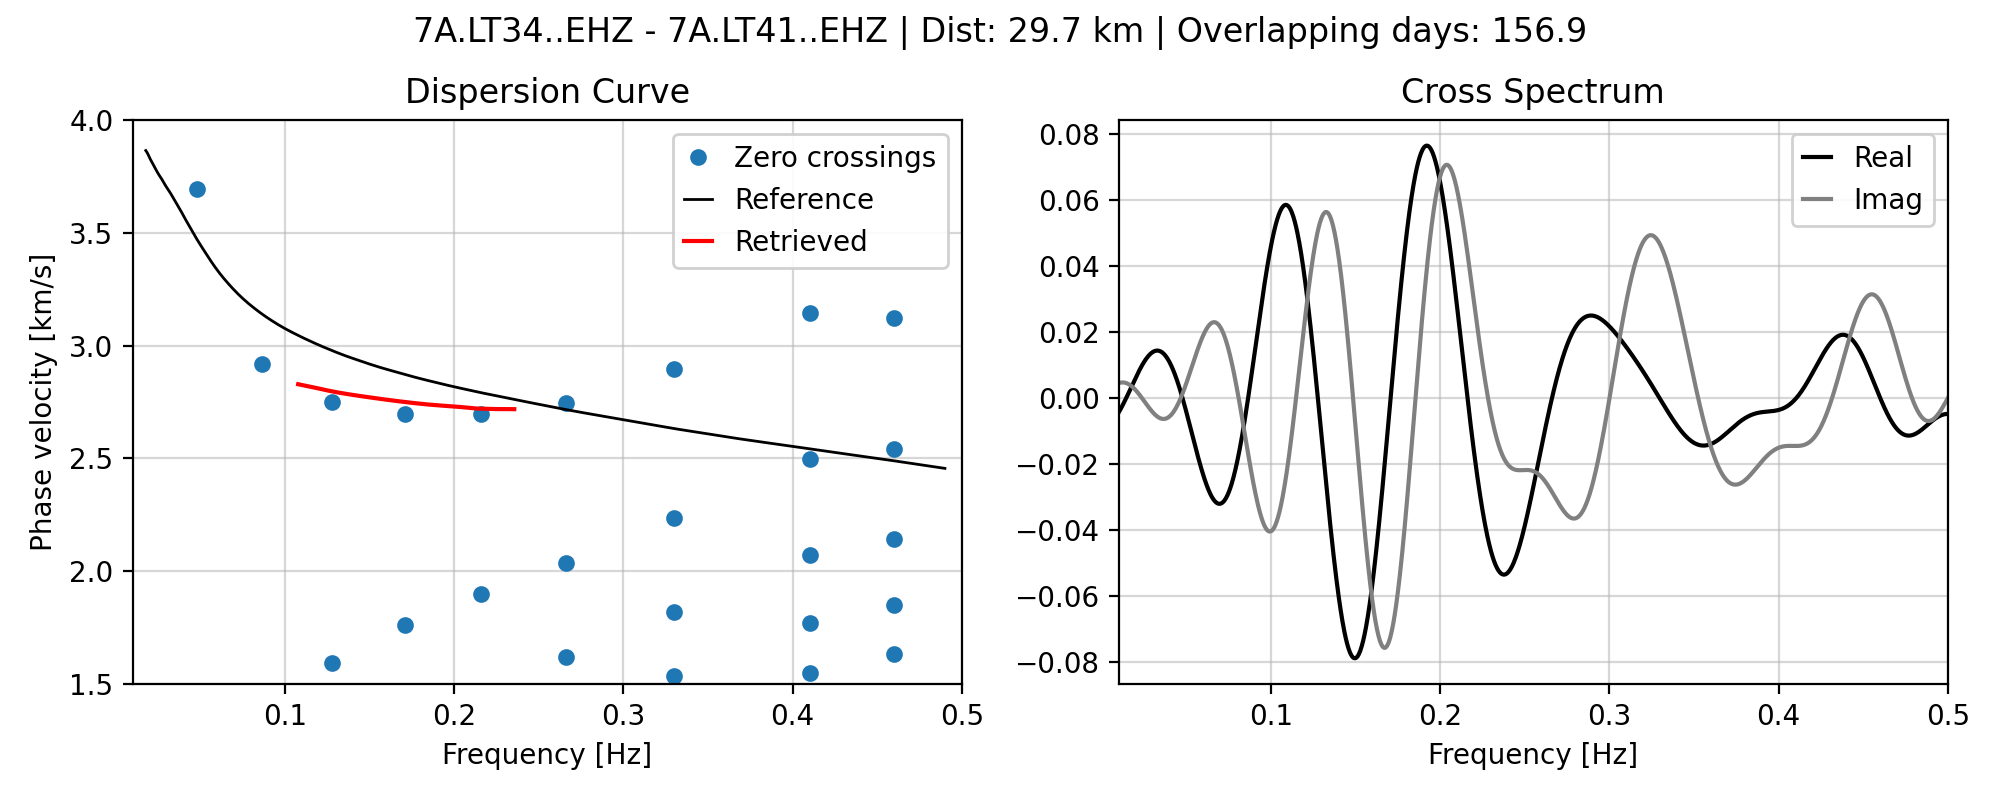 7A.LT34..EHZ - 7A.LT41..EHZ | Dist: 29.7 km | Overlapping days: 156.9
Dispersion Curve
4.0
3.5
3.0
2.5
2.0
1.5
Phase velocity [km/s]
Zero crossings
Reference
Retrieved
0.1 0.2 0.3 0.4 0.5
Frequency [Hz]
Cross Spectrum
0.08
0.06
0.04
0.02
0.00
−0.02
−0.04
−0.06
−0.08
Real
Imag
0.1 0.2 0.3 0.4 0.5
Frequency [Hz]